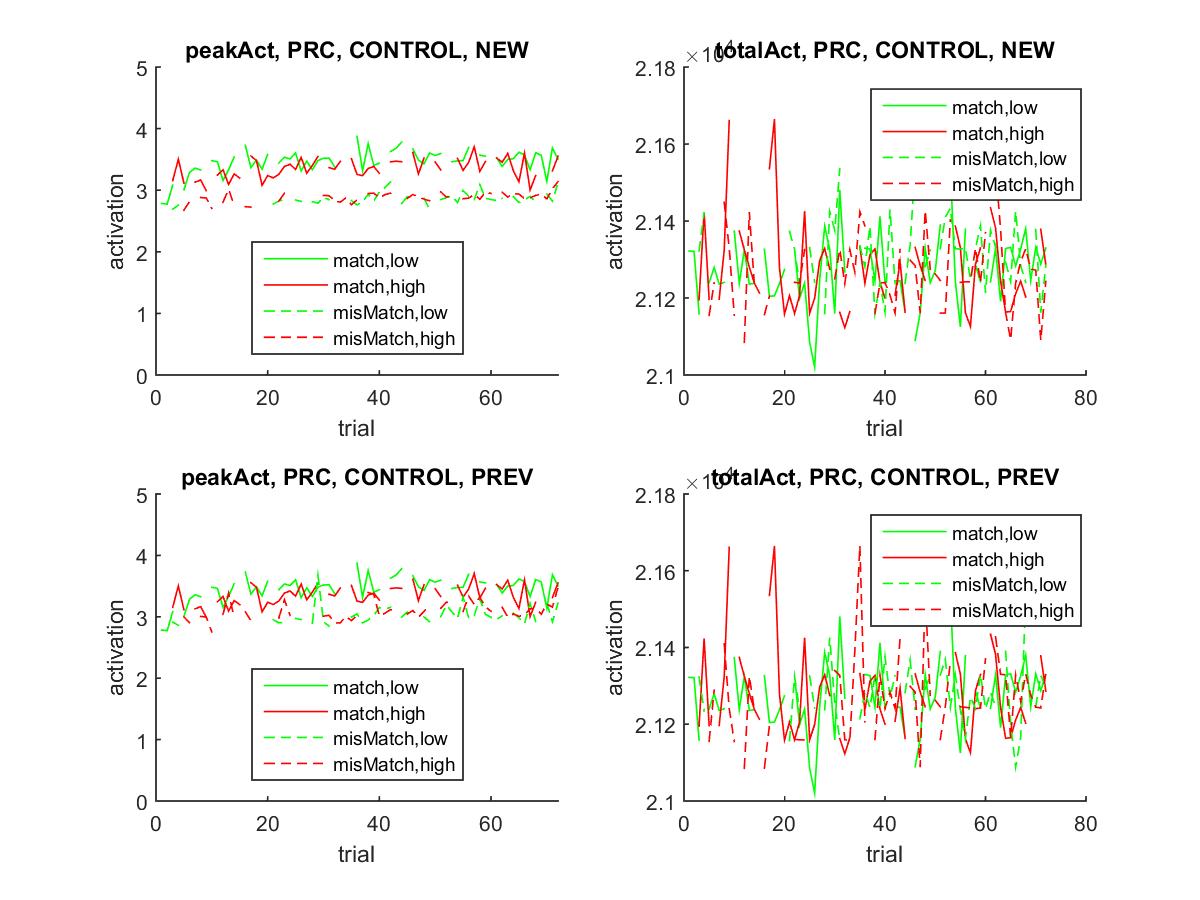 peakAct, PRC, CONTROL, NEW
5
4
3
2
1
0
activation
0 20 40 60
trial
match,low
match,high
misMatch,low
misMatch,high
×10⁴
totalAct, PRC, CONTROL, NEW
2.18
2.16
2.14
2.12
2.1
activation
0 20 40 60 80
trial
match,low
match,high
misMatch,low
misMatch,high
peakAct, PRC, CONTROL, PREV
5
4
3
2
1
0
activation
0 20 40 60
trial
match,low
match,high
misMatch,low
misMatch,high
×10⁴
totalAct, PRC, CONTROL, PREV
2.18
2.16
2.14
2.12
2.1
activation
0 20 40 60 80
trial
match,low
match,high
misMatch,low
misMatch,high